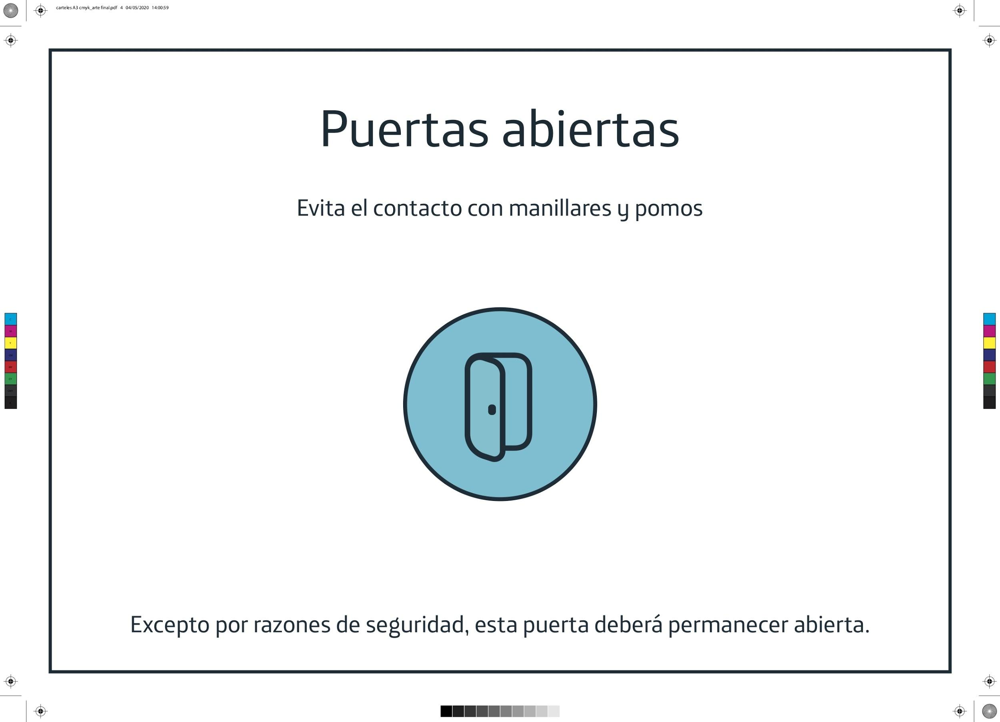 carteles A3 cmyk_arte final.pdf 4 04/05/2020 14:00:59
Puertas abiertas
Evita el contacto con manillares y pomos
C
M
Y
CM
MY
CY
CMY
K
Excepto por razones de seguridad, esta puerta deberá permanecer abierta.